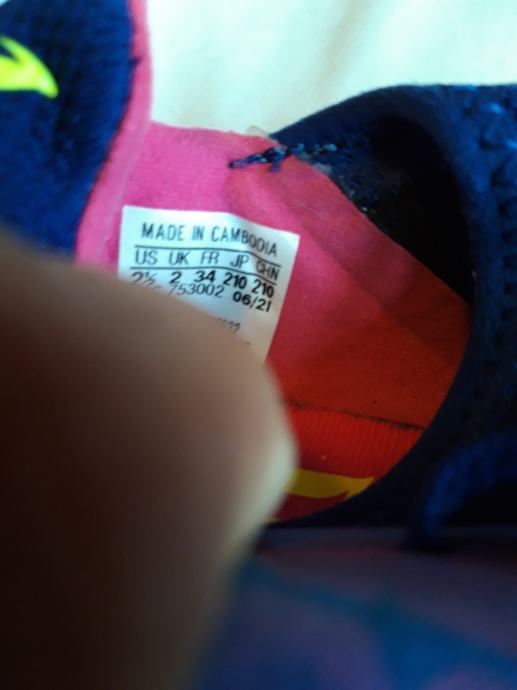 MADE IN CAMBODIA
US UK FR JP CHN
2½ 2 34 210 210
753002 06/21